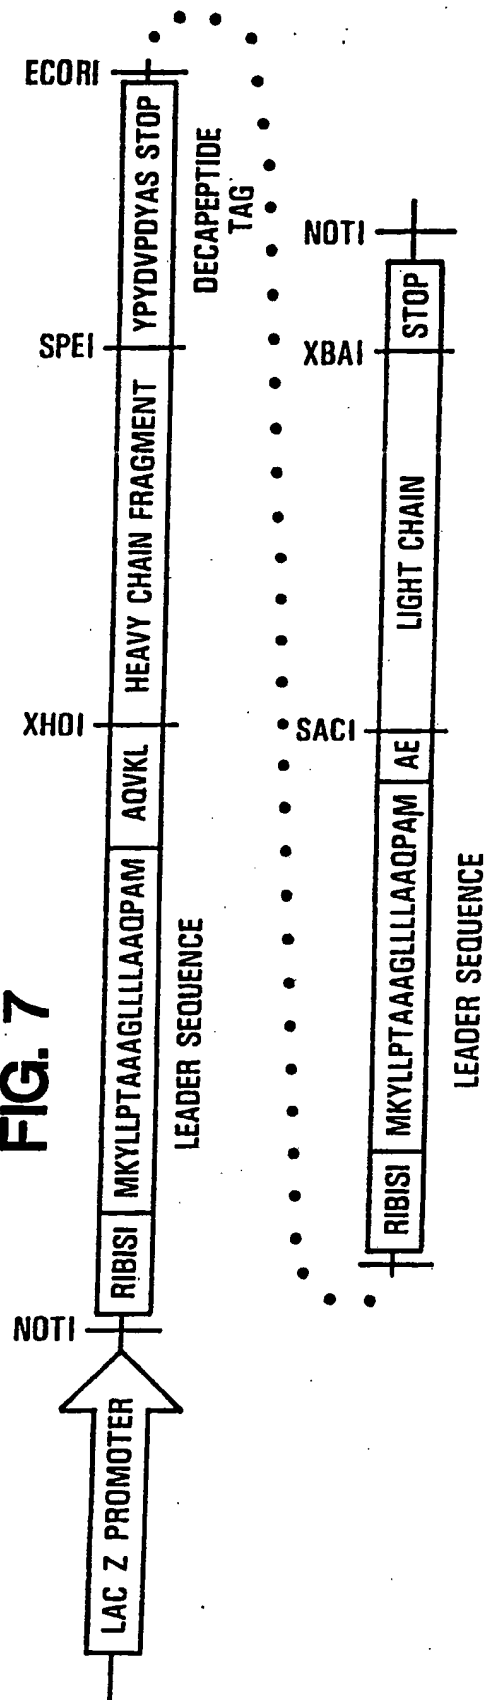 FIG. 7
LAC Z PROMOTER
NOTI
RIBISI
MKYLLPTAAAGLLLLAAQPAM
LEADER SEQUENCE
AQVKL
XHOI
HEAVY CHAIN FRAGMENT
SPEI
YPYDVPDYAS STOP
DECAPEPTIDE
TAG
ECORI
RIBISI
MKYLLPTAAAGLLLLAAQPAM
LEADER SEQUENCE
AE
SACI
LIGHT CHAIN
XBAI
STOP
NOTI